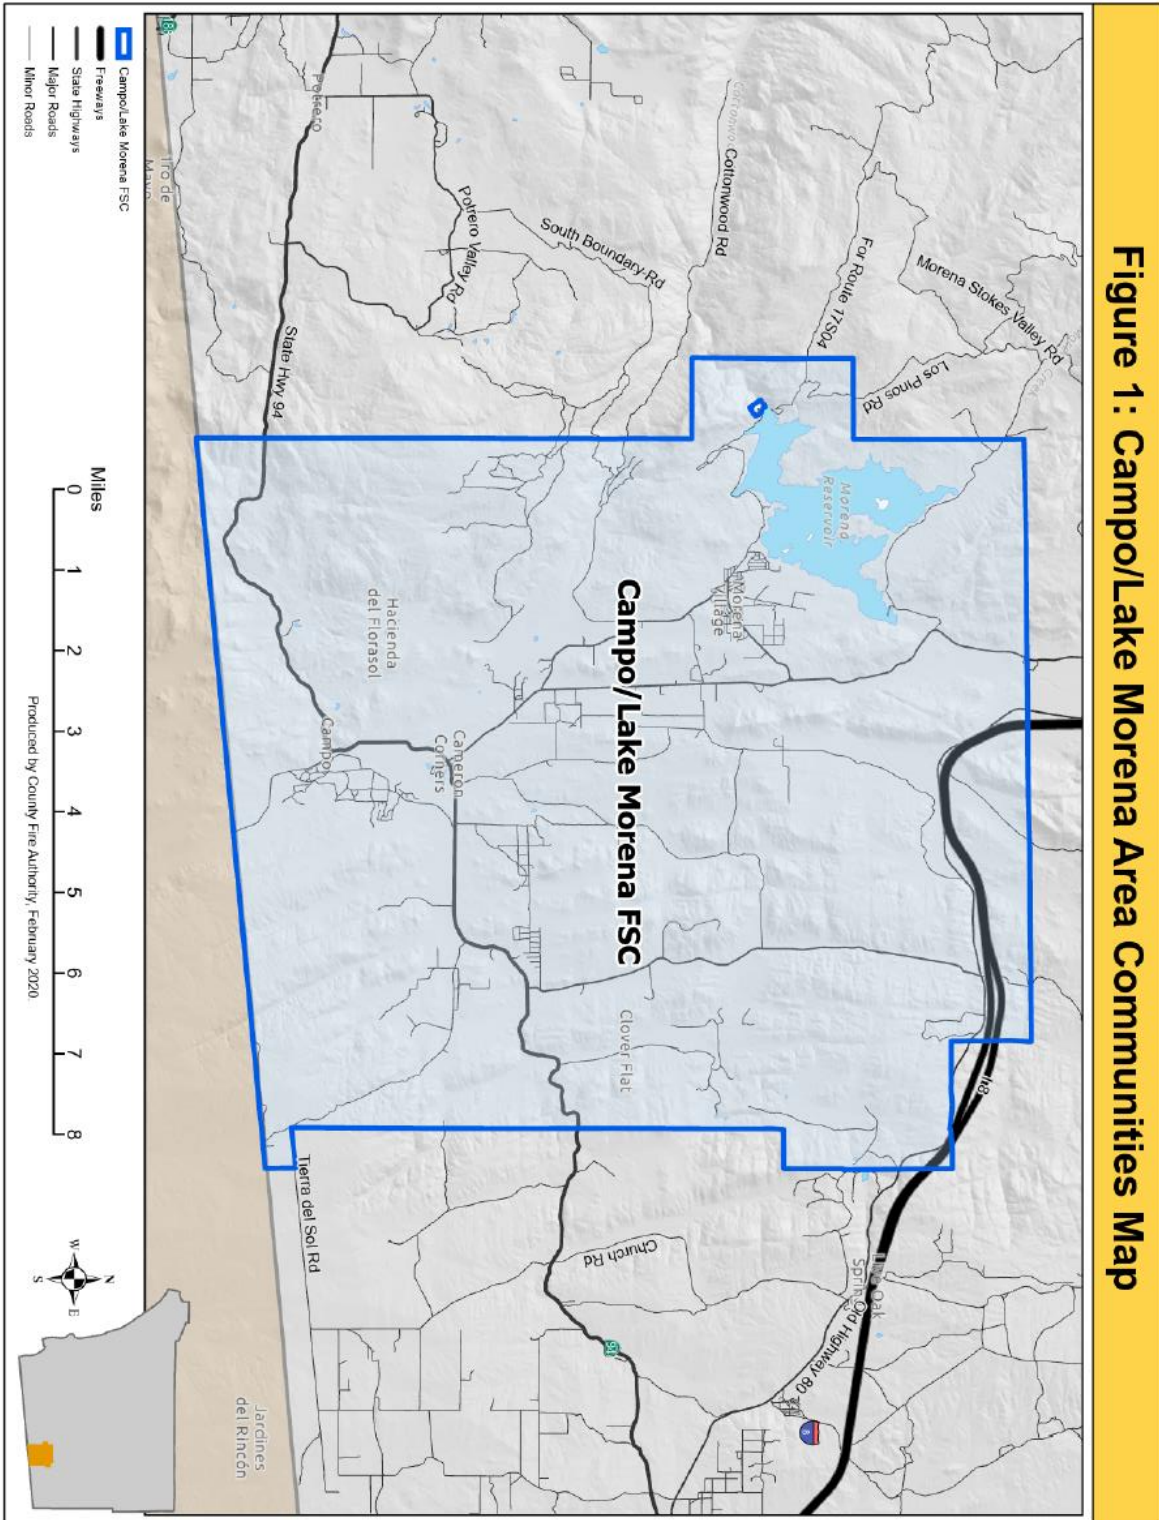 Figure 1: Campo/Lake Morena Area Communities Map
Morena Stokes Valley Rd
For Route 17S04
Los Pinos Rd
Cottonwood Rd
South Boundary Rd
Potrero Valley Rd
Potrero
State Hwy 94
Morena
Reservoir
Morena
Village
Campo/Lake Morena FSC
Hacienda
del Florasol
Cameron
Corners
Campo
Clover Flat
8
I
Live Oak
Springs
Old Highway 80
8
Church Rd
94
Tierra del Sol Rd
Jardines
del Rincón
188
Campo/Lake Morena FSC
Freeways
State Highways
Major Roads
Minor Roads
Miles
0 1 2 3 4 5 6 7 8
Produced by County Fire Authority, February 2020.
N
W E
S